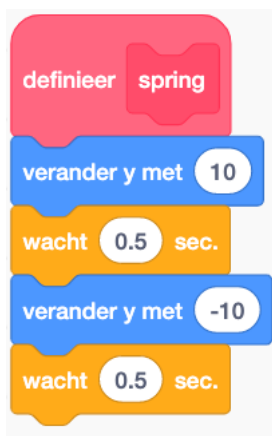 definieer spring
verander y met 10
wacht 0.5 sec.
verander y met -10
wacht 0.5 sec.